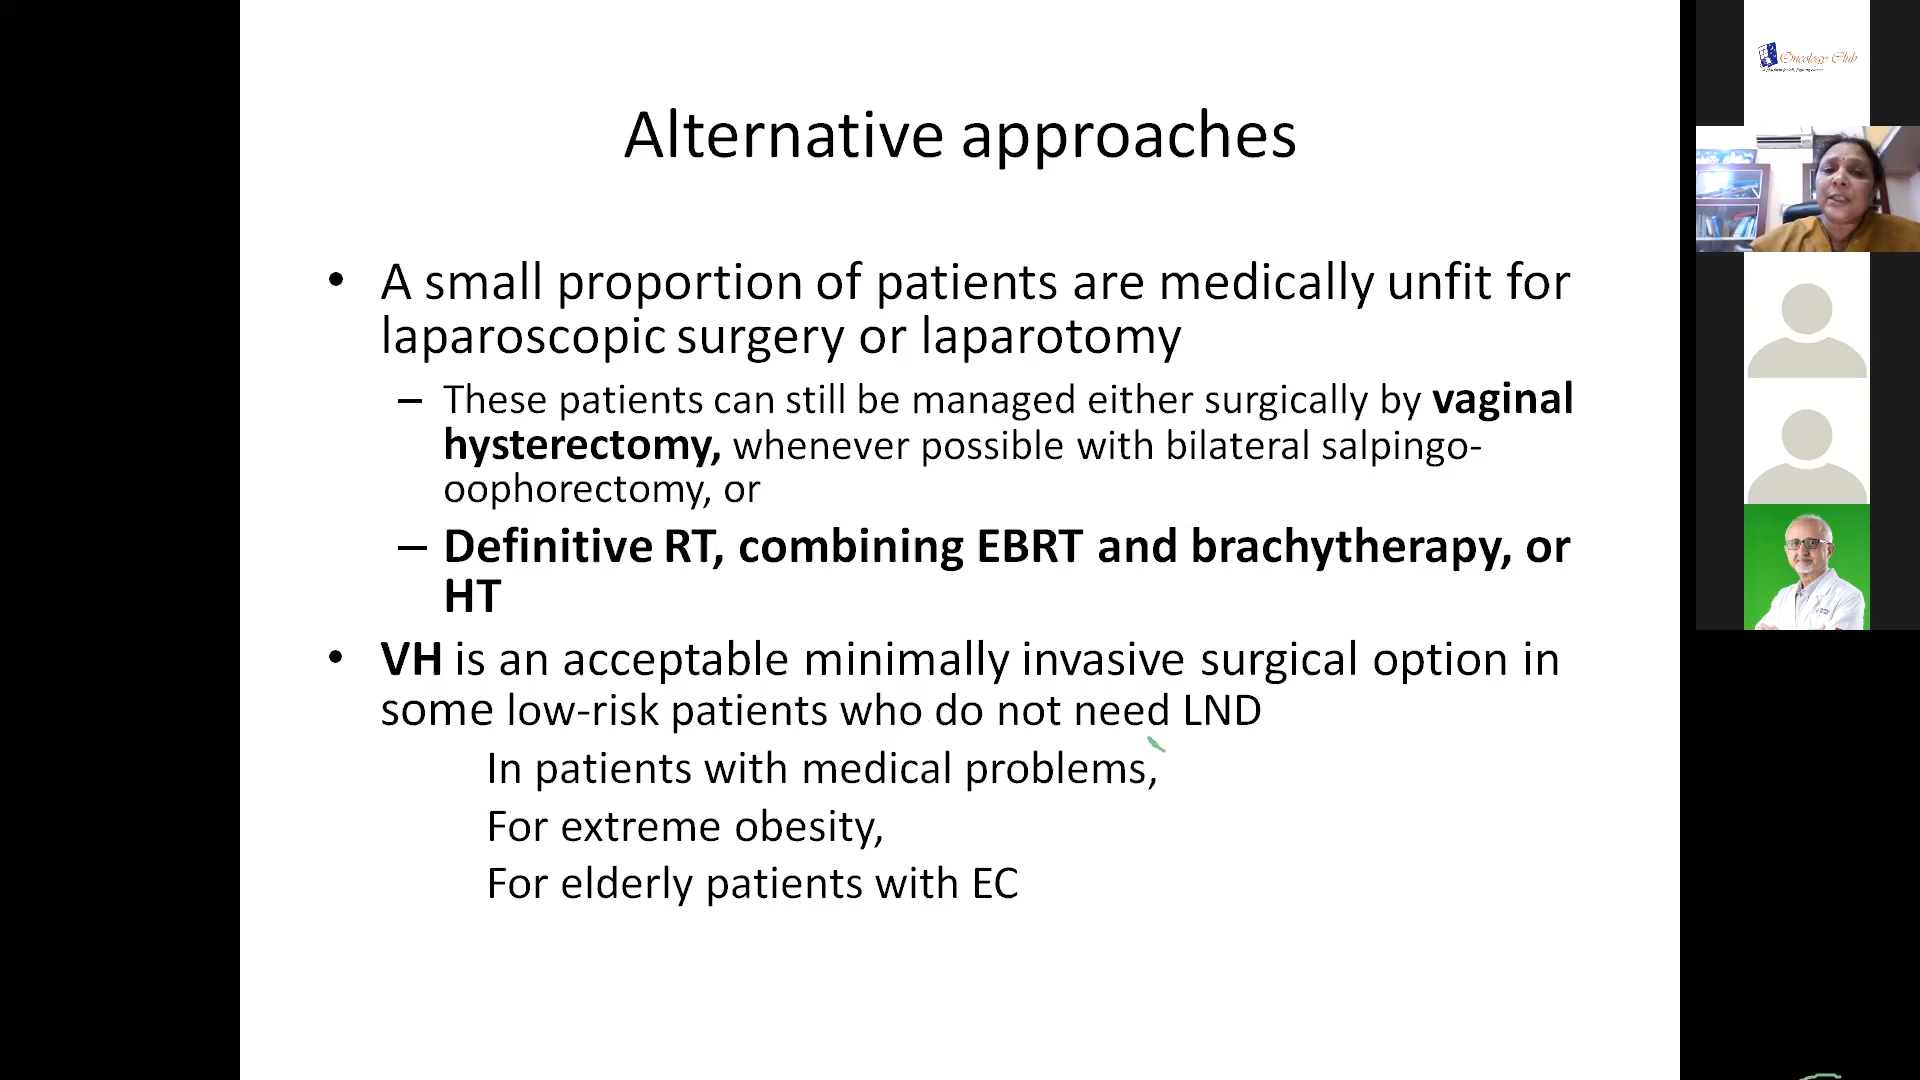 Alternative approaches
• A small proportion of patients are medically unfit for
laparoscopic surgery or laparotomy
– These patients can still be managed either surgically by vaginal
hysterectomy, whenever possible with bilateral salpingo-
oophorectomy, or
– Definitive RT, combining EBRT and brachytherapy, or
HT
• VH is an acceptable minimally invasive surgical option in
some low-risk patients who do not need LND
In patients with medical problems,
For extreme obesity,
For elderly patients with EC
Oncology Club